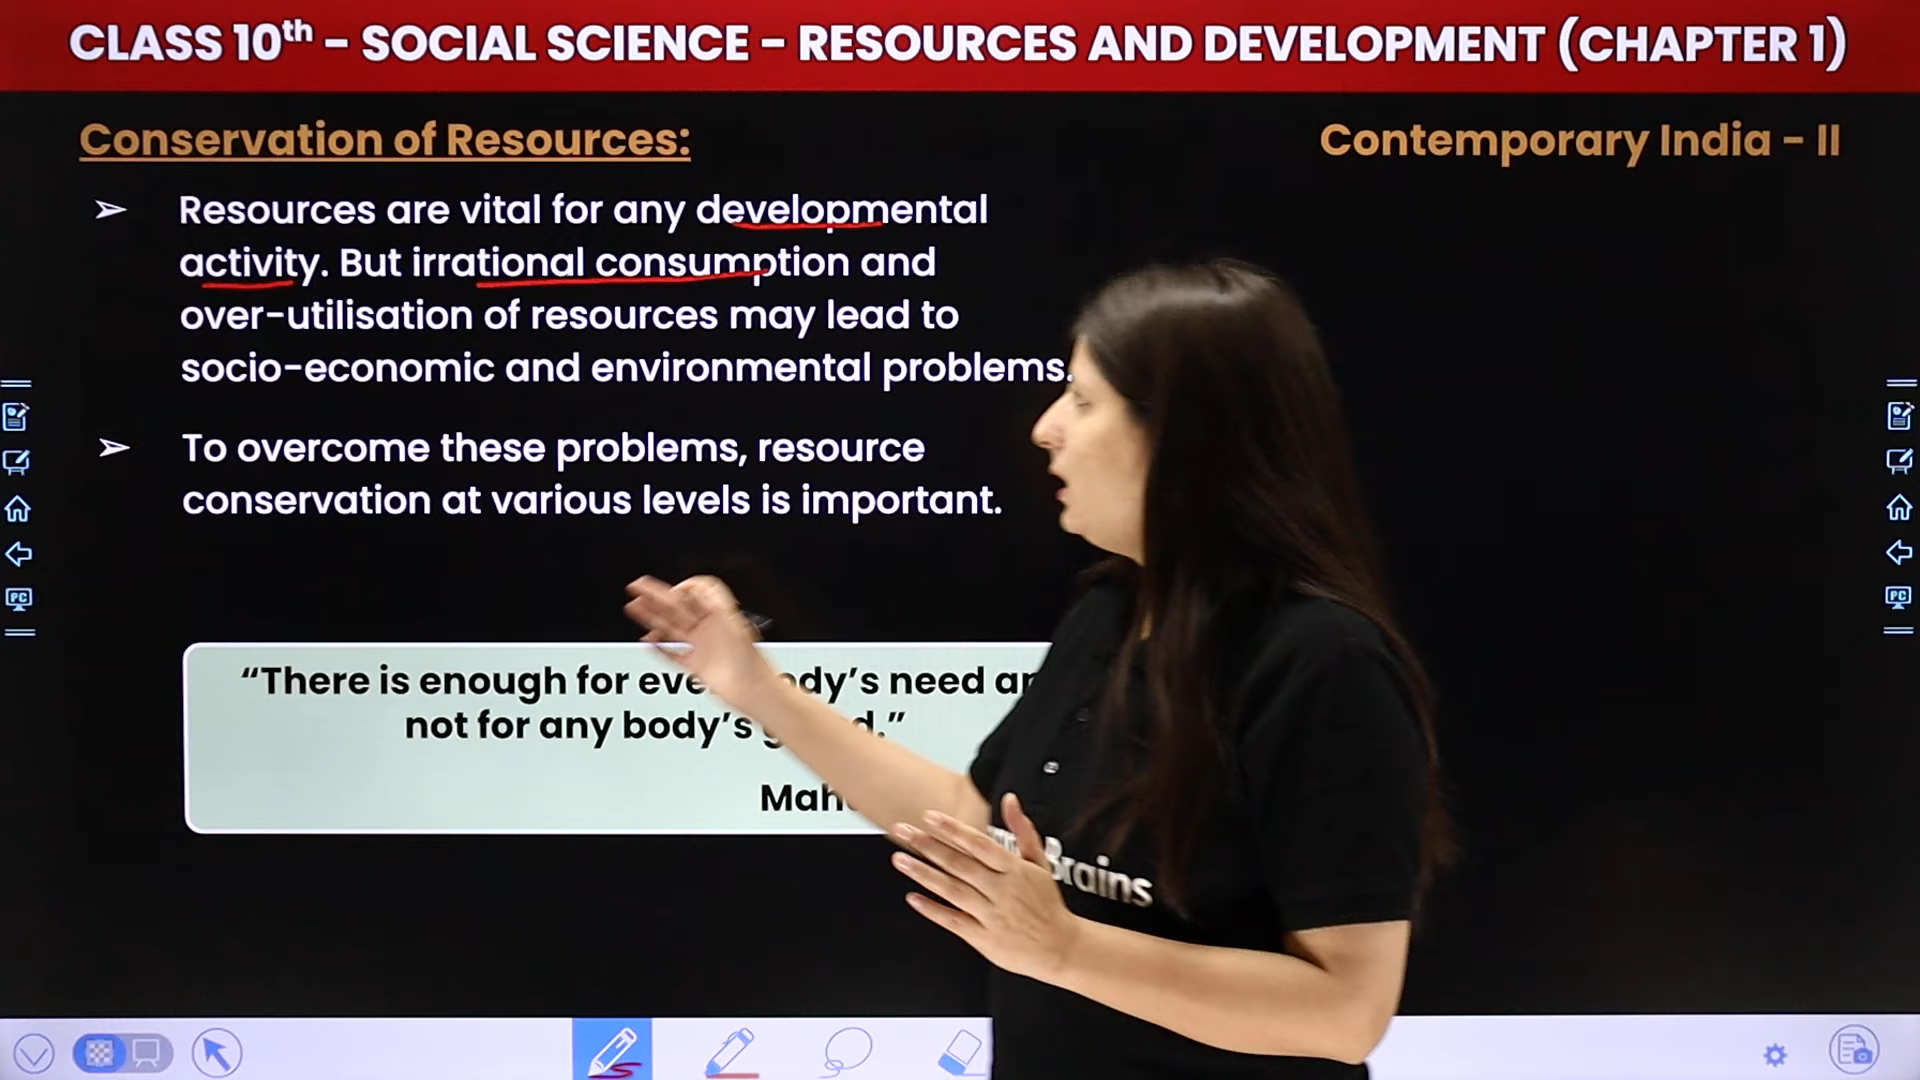 CLASS 10th - SOCIAL SCIENCE - RESOURCES AND DEVELOPMENT (CHAPTER 1)
Conservation of Resources:
Contemporary India - II
➢ Resources are vital for any developmental
activity. But irrational consumption and
over-utilisation of resources may lead to
socio-economic and environmental problems.
➢ To overcome these problems, resource
conservation at various levels is important.
“There is enough for body’s need
not for any body’s
Brains
PC
PC